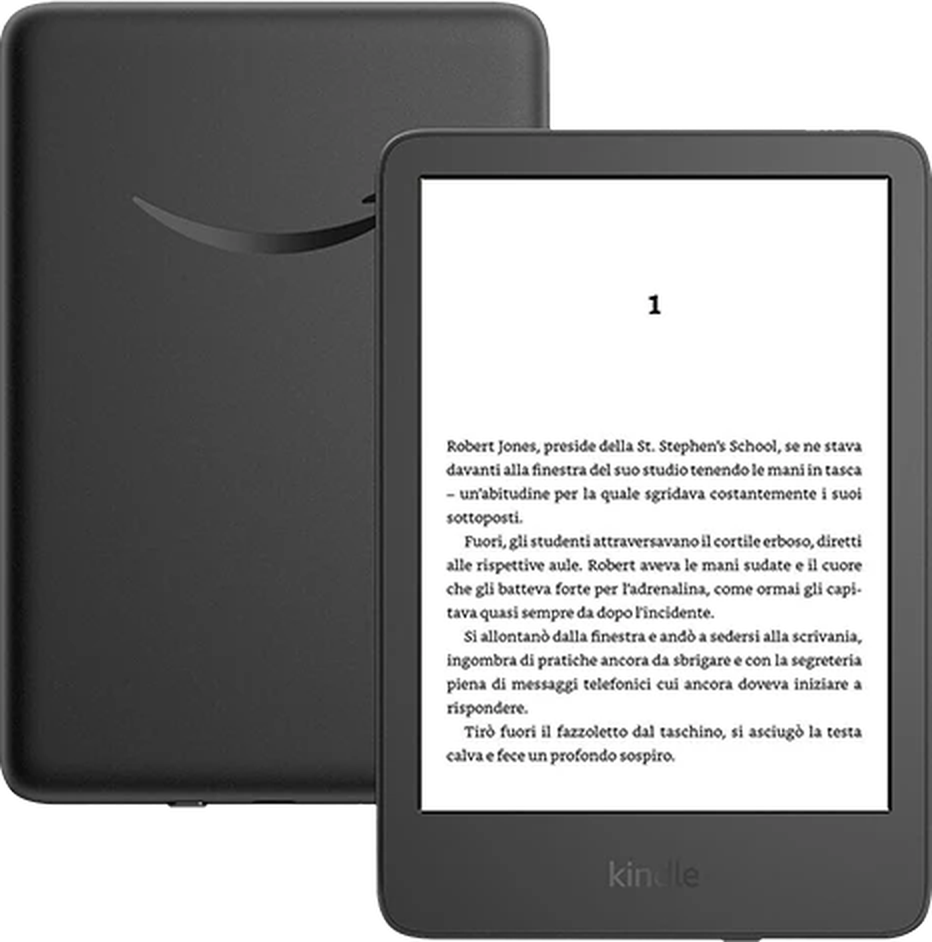 1
Robert Jones, preside della St. Stephen's School, se ne stava
davanti alla finestra del suo studio tenendo le mani in tasca
– un'abitudine per la quale sgridava costantemente i suoi
sottoposti.
Fuori, gli studenti attraversavano il cortile erboso, diretti
alle rispettive aule. Robert aveva le mani sudate e il cuore
che gli batteva forte per l'adrenalina, come ormai gli capi-
tava quasi sempre da dopo l'incidente.
Si allontanò dalla finestra e andò a sedersi alla scrivania,
ingombra di pratiche ancora da sbrigare e con la segreteria
piena di messaggi telefonici cui ancora doveva iniziare a
rispondere.
Tirò fuori il fazzoletto dal taschino, si asciugò la testa
calva e fece un profondo sospiro.
kindle